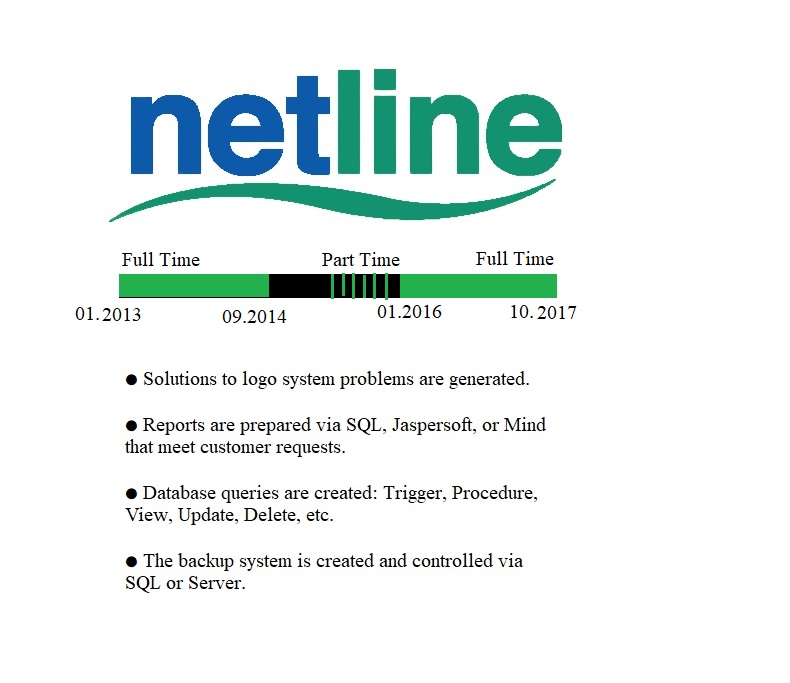 netline
Full Time Part Time Full Time
01.2013 09.2014 01.2016 10.2017
● Solutions to logo system problems are generated.
● Reports are prepared via SQL, Jaspersoft, or Mind
that meet customer requests.
● Database queries are created: Trigger, Procedure,
View, Update, Delete, etc.
● The backup system is created and controlled via
SQL or Server.